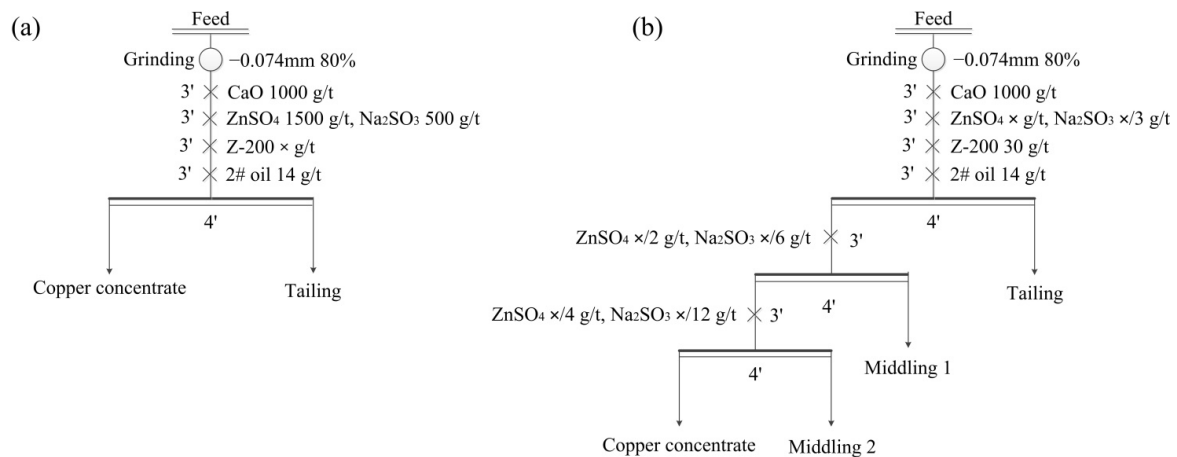 (a)
Feed
Grinding −0.074mm 80%
3' CaO 1000 g/t
3' ZnSO₄ 1500 g/t, Na₂SO₃ 500 g/t
3' Z-200 × g/t
3' 2# oil 14 g/t
4'
Copper concentrate
Tailing
(b)
Feed
Grinding −0.074mm 80%
3' CaO 1000 g/t
3' ZnSO₄ × g/t, Na₂SO₃ ×/3 g/t
3' Z-200 30 g/t
3' 2# oil 14 g/t
4'
ZnSO₄ ×/2 g/t, Na₂SO₃ ×/6 g/t 3'
Tailing
4'
ZnSO₄ ×/4 g/t, Na₂SO₃ ×/12 g/t 3'
Middling 1
4'
Copper concentrate
Middling 2